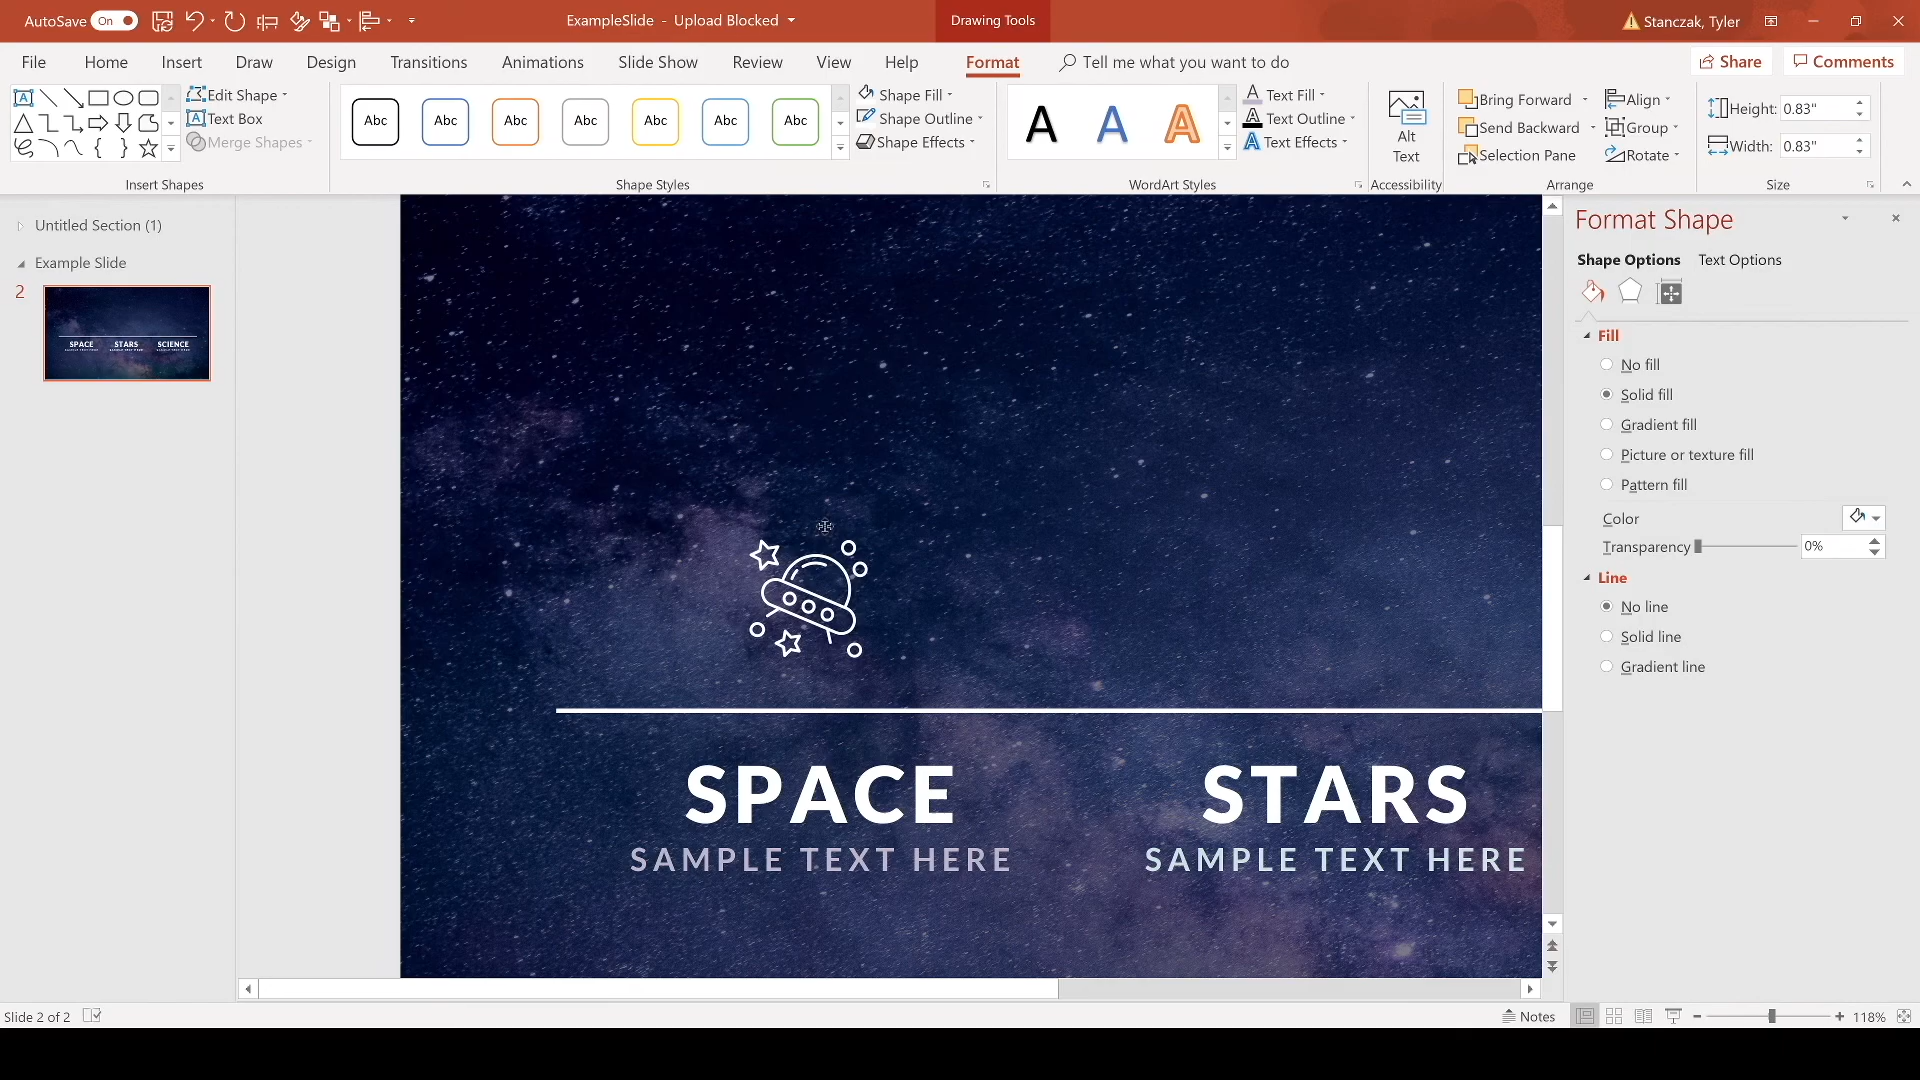 AutoSave On
ExampleSlide - Upload Blocked
Drawing Tools
Stanczak, Tyler
File Home Insert Draw Design Transitions Animations Slide Show Review View Help Format Tell me what you want to do
Share Comments
A Edit Shape
A Text Box
Merge Shapes
Insert Shapes
Abc Abc Abc Abc Abc Abc Abc
Shape Fill
Shape Outline
Shape Effects
Shape Styles
A A A
A Text Fill
A Text Outline
A Text Effects
WordArt Styles
Alt
Text
Accessibility
Bring Forward
Send Backward
Selection Pane
Align
Group
Rotate
Arrange
Height: 0.83"
Width: 0.83"
Size
Untitled Section (1)
Example Slide
2
SPACE STARS SCIENCE
SPACE
SAMPLE TEXT HERE
STARS
SAMPLE TEXT HERE
Format Shape
Shape Options Text Options
Fill
No fill
Solid fill
Gradient fill
Picture or texture fill
Pattern fill
Color
Transparency 0%
Line
No line
Solid line
Gradient line
Slide 2 of 2
Notes
118%